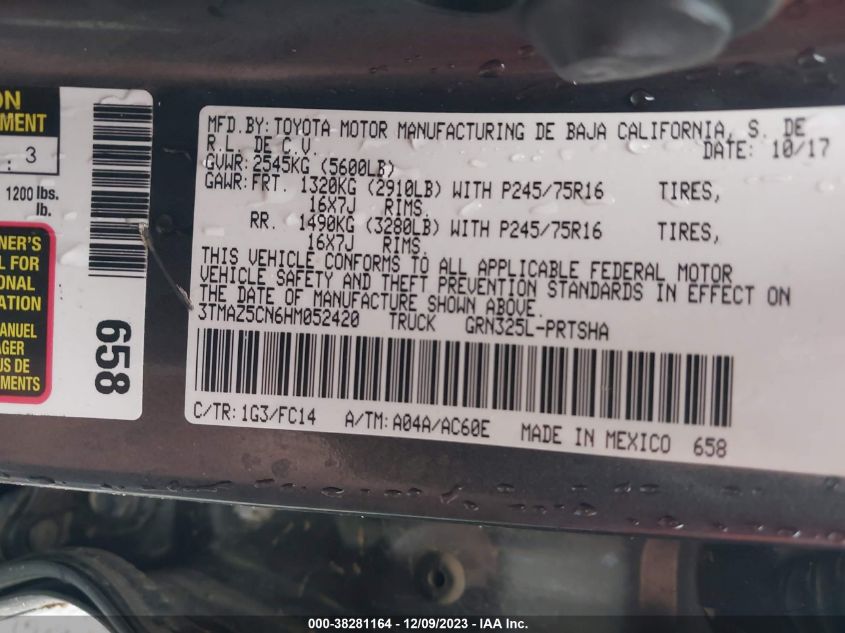 ON
MENT
: 3
1200 lbs.
lb.
NER'S
L FOR
ONAL
ATION
ANUEL
AGER
US DE
EMENTS
658
MFD.BY: TOYOTA MOTOR MANUFACTURING DE BAJA CALIFORNIA, S. DE
R.L. DE C.V. DATE: 10/17
GVWR: 2545KG (5600LB)
GAWR: FRT. 1320KG (2910LB) WITH P245/75R16 TIRES,
16X7J RIMS,
RR. 1490KG (3280LB) WITH P245/75R16 TIRES,
16X7J RIMS,
THIS VEHICLE CONFORMS TO ALL APPLICABLE FEDERAL MOTOR
VEHICLE SAFETY AND THEFT PREVENTION STANDARDS IN EFFECT ON
THE DATE OF MANUFACTURE SHOWN ABOVE.
3TMAZ5CN6HM052420 TRUCK GRN325L-PRTSHA
C/TR: 1G3/FC14 A/TM: A04A/AC60E MADE IN MEXICO 658
000-38281164 - 12/09/2023 - IAA Inc.